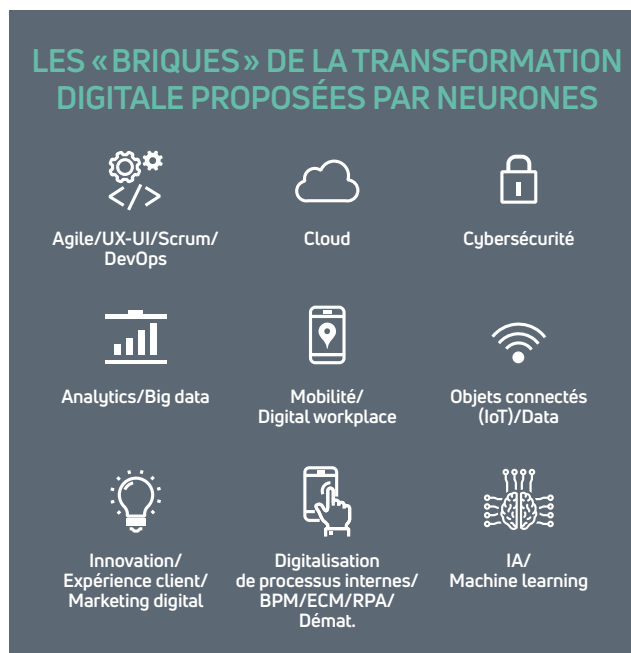 LES « BRIQUES » DE LA TRANSFORMATION
DIGITALE PROPOSÉES PAR NEURONES
</>
Agile/UX-UI/Scrum/
DevOps
Cloud
Cybersécurité
Analytics/Big data
Mobilité/
Digital workplace
Objets connectés
(IoT)/Data
Innovation/
Expérience client/
Marketing digital
Digitalisation
de processus internes/
BPM/ECM/RPA/
Démat.
IA/
Machine learning